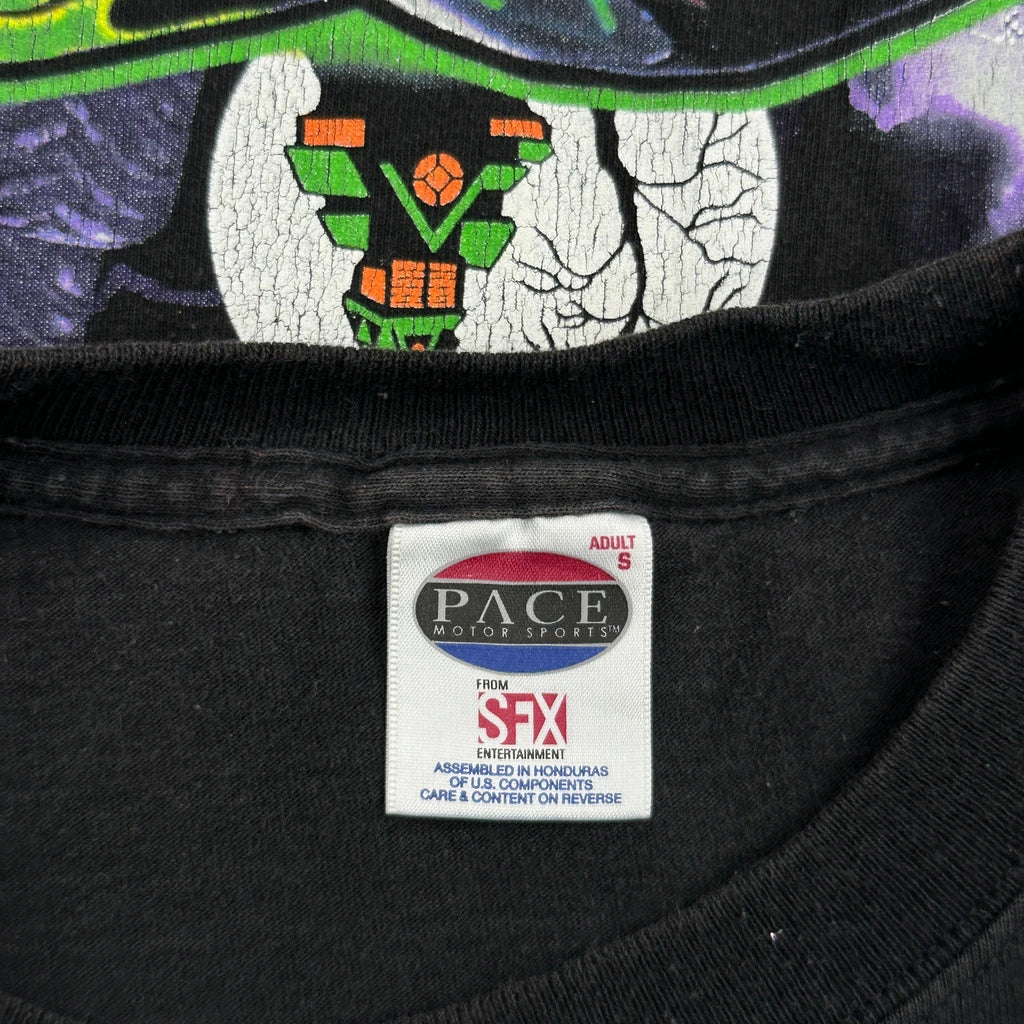 ADULT
S
PACE
MOTOR SPORTS™
FROM
SFX
ENTERTAINMENT
ASSEMBLED IN HONDURAS
OF U.S. COMPONENTS
CARE & CONTENT ON REVERSE